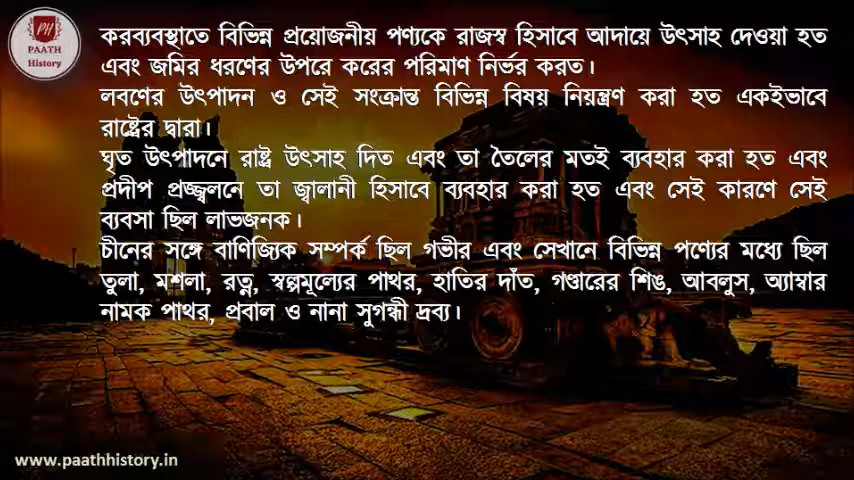 PH
PAATH
History
করব্যবস্থাতে বিভিন্ন প্রয়োজনীয় পণ্যকে রাজস্ব হিসাবে আদায়ে উৎসাহ দেওয়া হত
এবং জমির ধরণের উপরে করের পরিমাণ নির্ভর করত।
লবণের উৎপাদন ও সেই সংক্রান্ত বিভিন্ন বিষয় নিয়ন্ত্রণ করা হত একইভাবে
রাষ্ট্রের দ্বারা।
ঘৃত উৎপাদনে রাষ্ট্র উৎসাহ দিত এবং তা তৈলের মতই ব্যবহার করা হত এবং
প্রদীপ প্রজ্জ্বলনে তা জ্বালানী হিসাবে ব্যবহার করা হত এবং সেই কারণে সেই
ব্যবসা ছিল লাভজনক।
চীনের সঙ্গে বাণিজ্যিক সম্পর্ক ছিল গভীর এবং সেখানে বিভিন্ন পণ্যের মধ্যে ছিল
তুলা, মশলা, রত্ন, স্বল্পমূল্যের পাথর, হাতির দাঁত, গণ্ডারের শিঙ, আবলুস, অ্যাম্বার
নামক পাথর, প্রবাল ও নানা সুগন্ধী দ্রব্য।
www.paathhistory.in